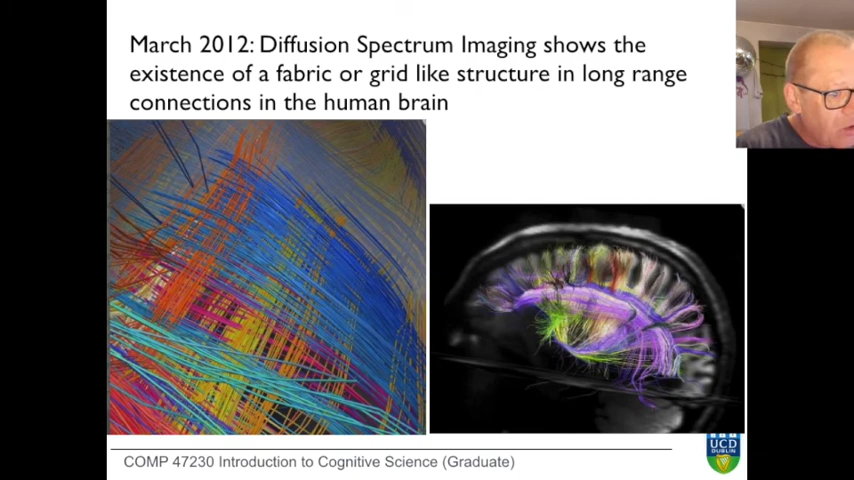 March 2012: Diffusion Spectrum Imaging shows the
existence of a fabric or grid like structure in long range
connections in the human brain
COMP 47230 Introduction to Cognitive Science (Graduate)
UCD
DUBLIN